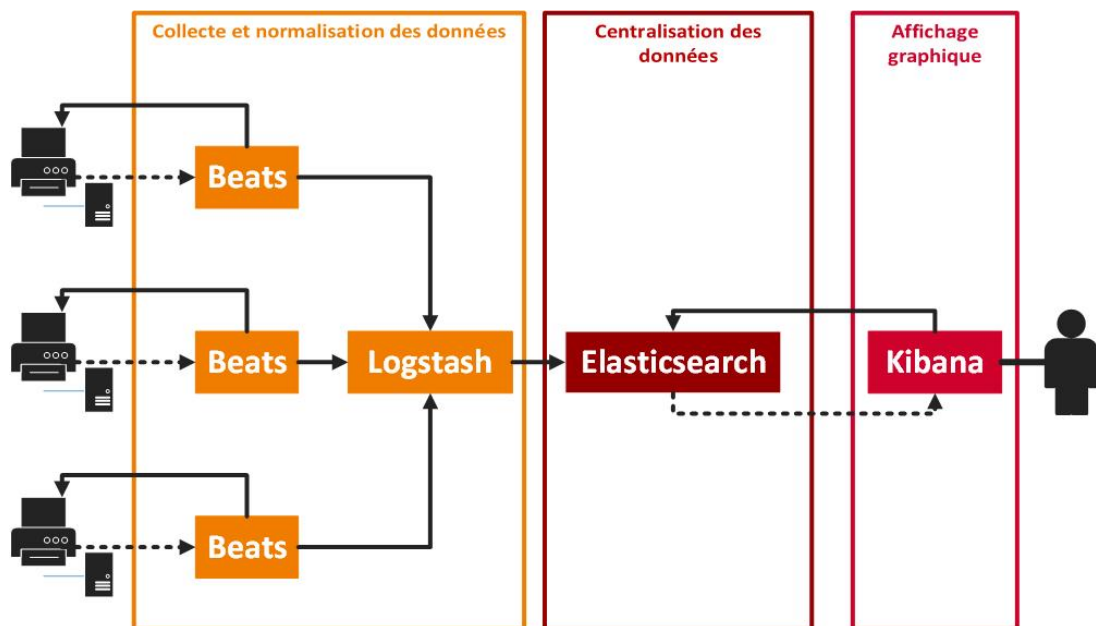 Collecte et normalisation des données
Centralisation des
données
Affichage
graphique
Beats
Beats
Logstash
Elasticsearch
Kibana
Beats